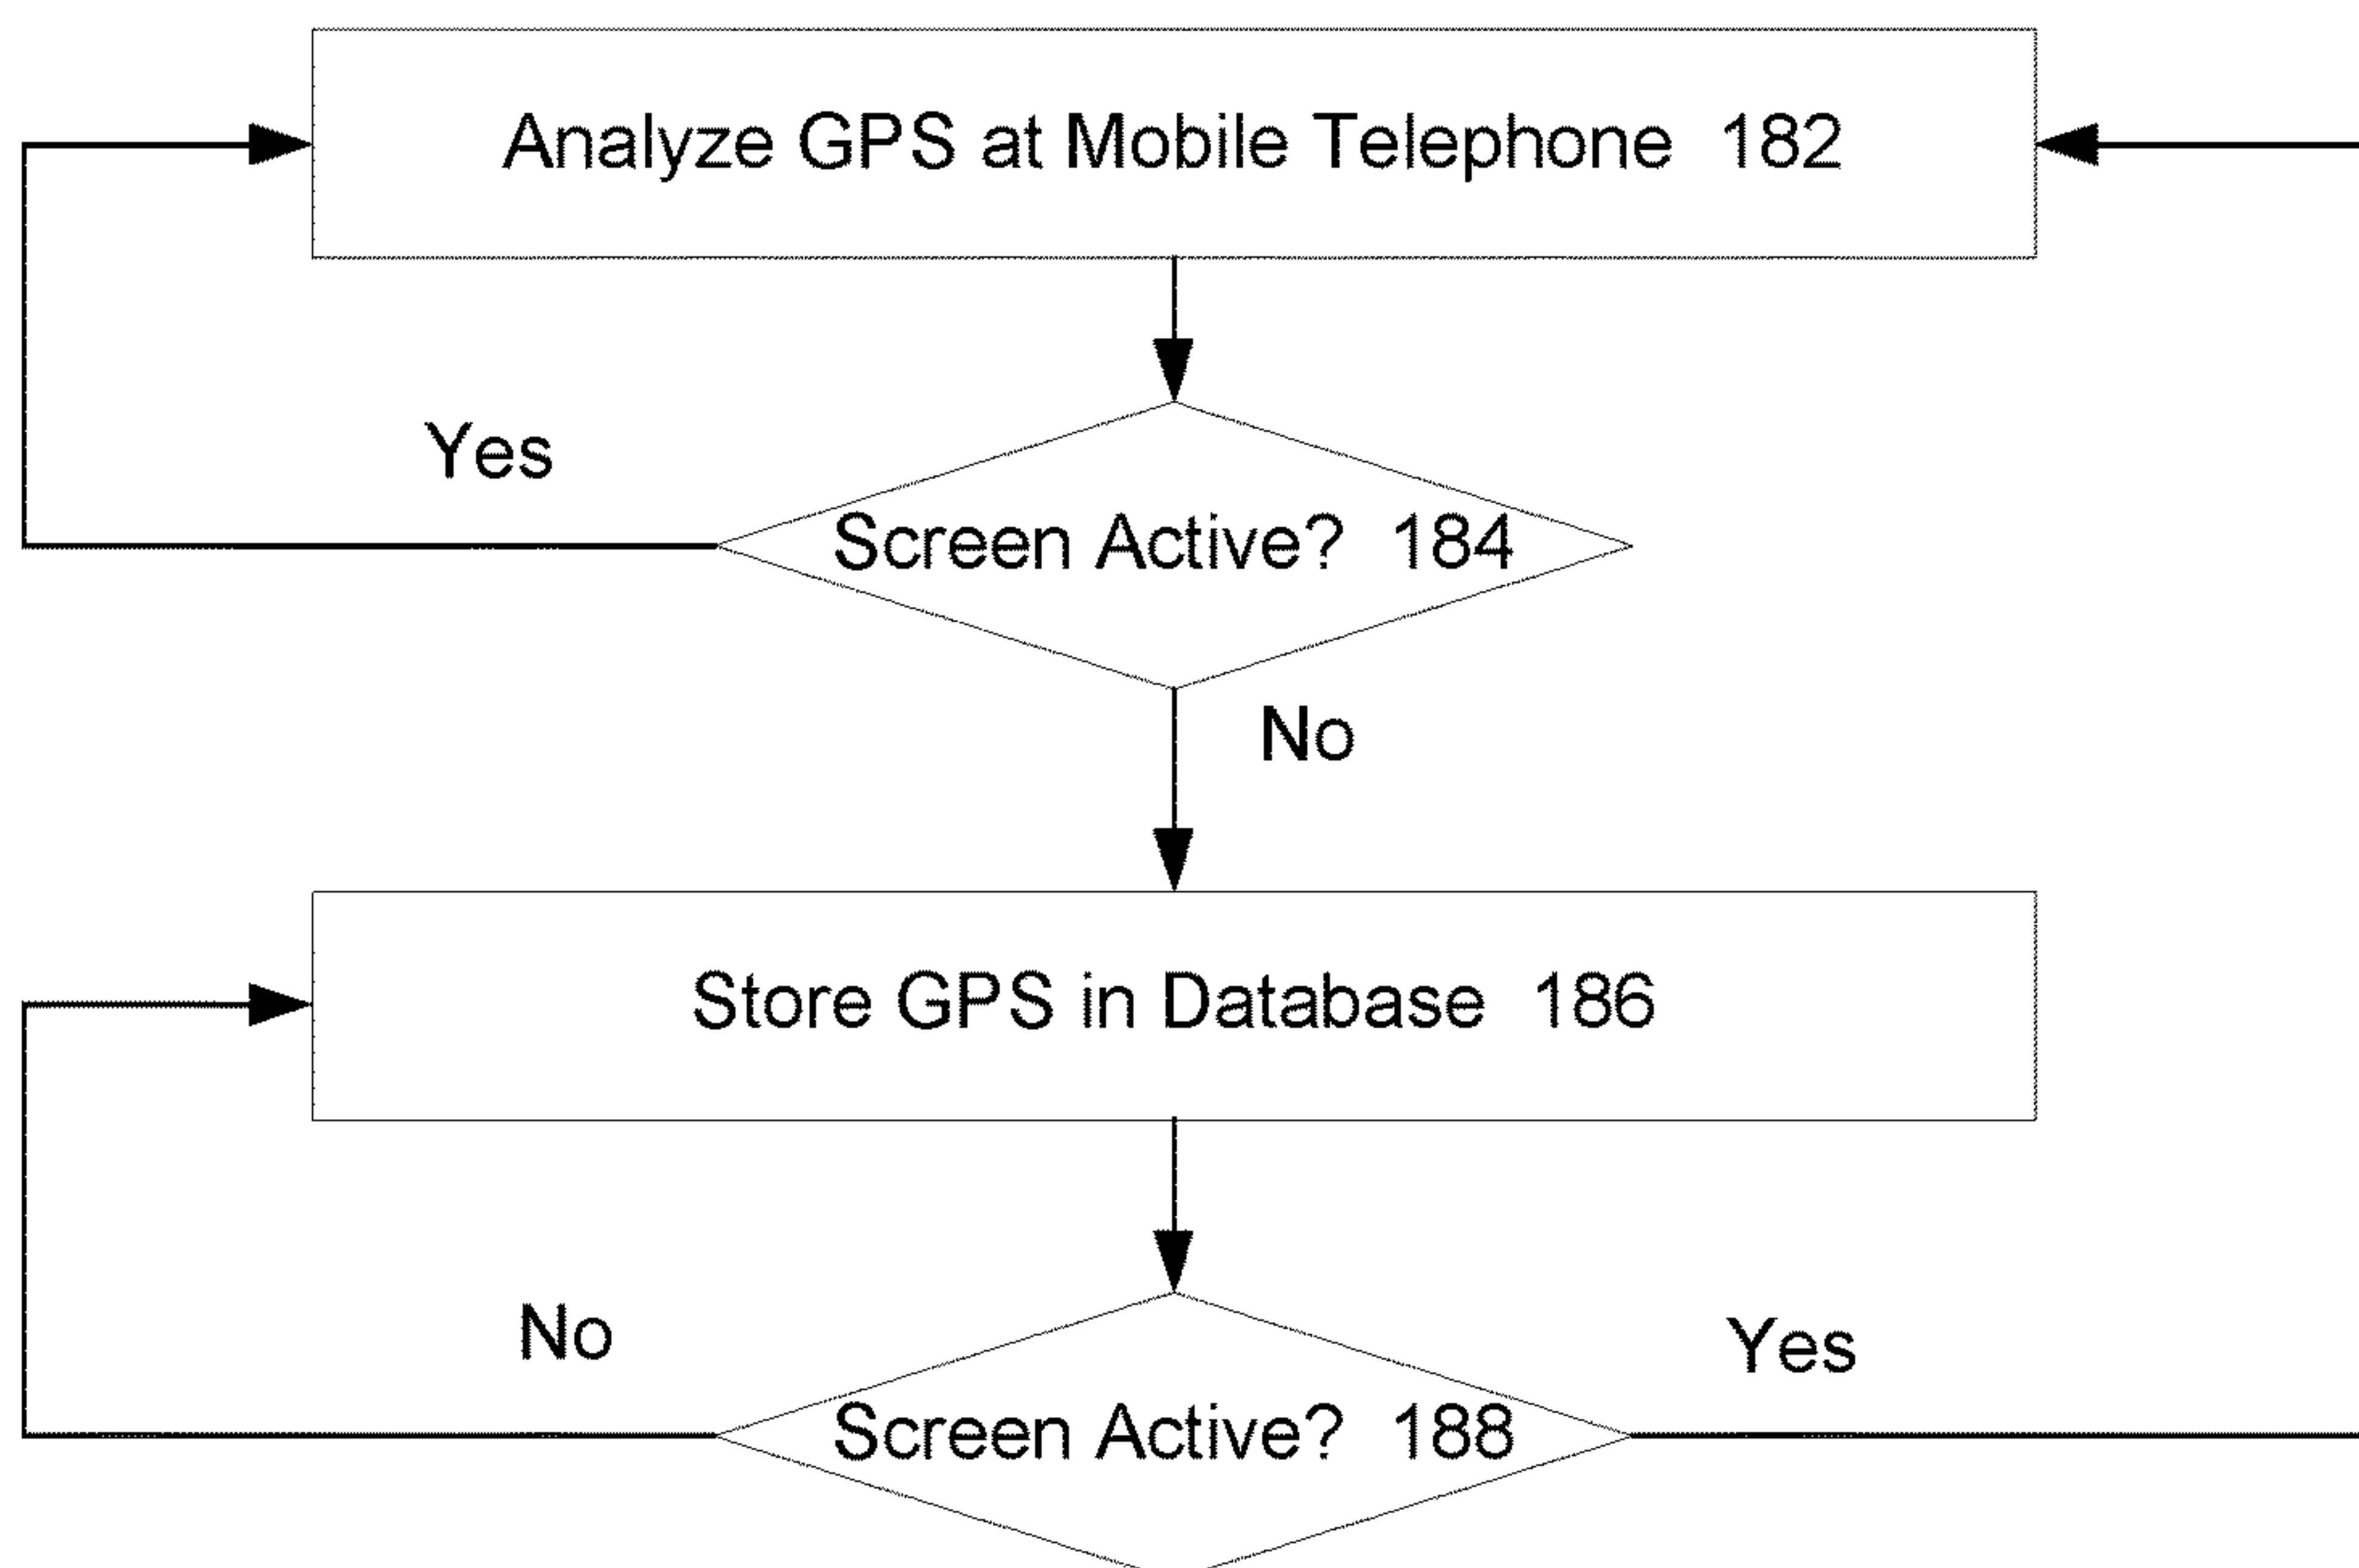 Analyze GPS at Mobile Telephone 182
Yes
Screen Active? 184
No
Store GPS in Database 186
No
Yes
Screen Active? 188